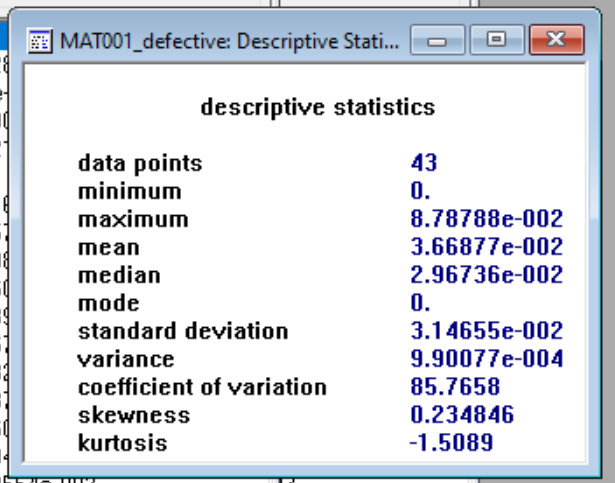 MAT001_defective: Descriptive Stati...
descriptive statistics
data points 43
minimum 0.
maximum 8.78788e-002
mean 3.66877e-002
median 2.96736e-002
mode 0.
standard deviation 3.14655e-002
variance 9.90077e-004
coefficient of variation 85.7658
skewness 0.234846
kurtosis -1.5089